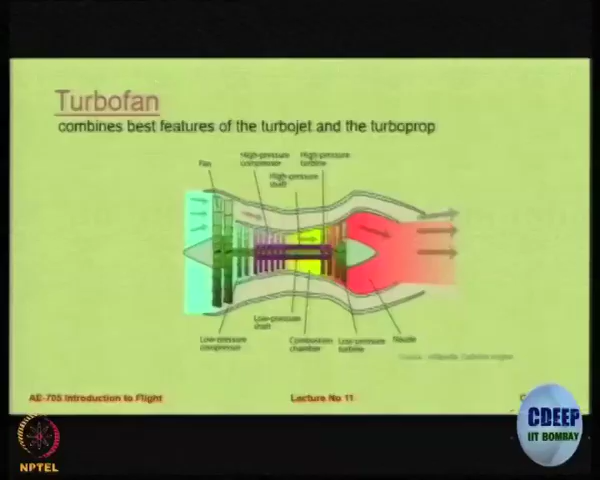 Turbofan
combines best features of the turbojet and the turboprop
Fan
High-pressure
compressor
High-pressure
turbine
High-pressure
shaft
Low-pressure
compressor
Low-pressure
shaft
Combustion
chamber
Low-pressure
turbine
Nozzle
AE-705 Introduction to Flight
Lecture No 11
CDEEP
IIT BOMBAY
NPTEL